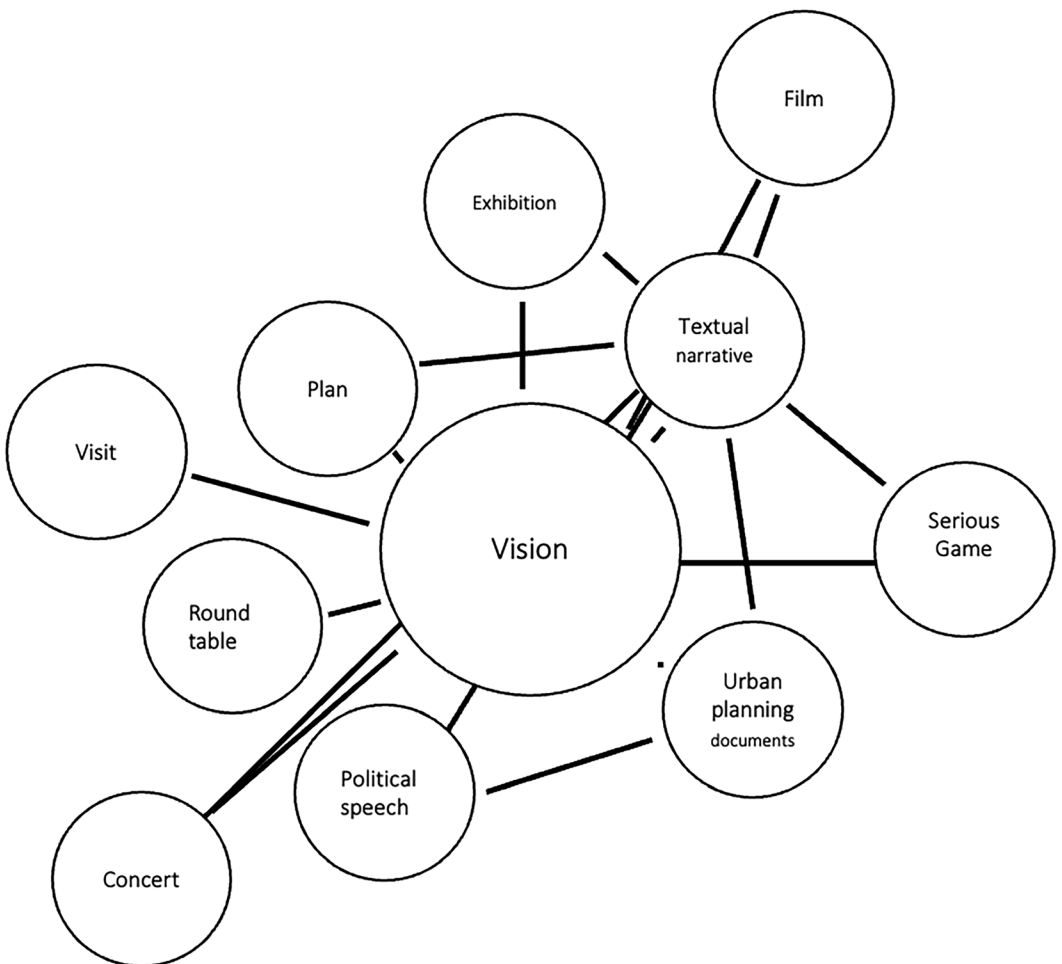 Film
Exhibition
Textual
narrative
Plan
Visit
Serious
Game
Vision
Round
table
Urban
planning
documents
Political
speech
Concert